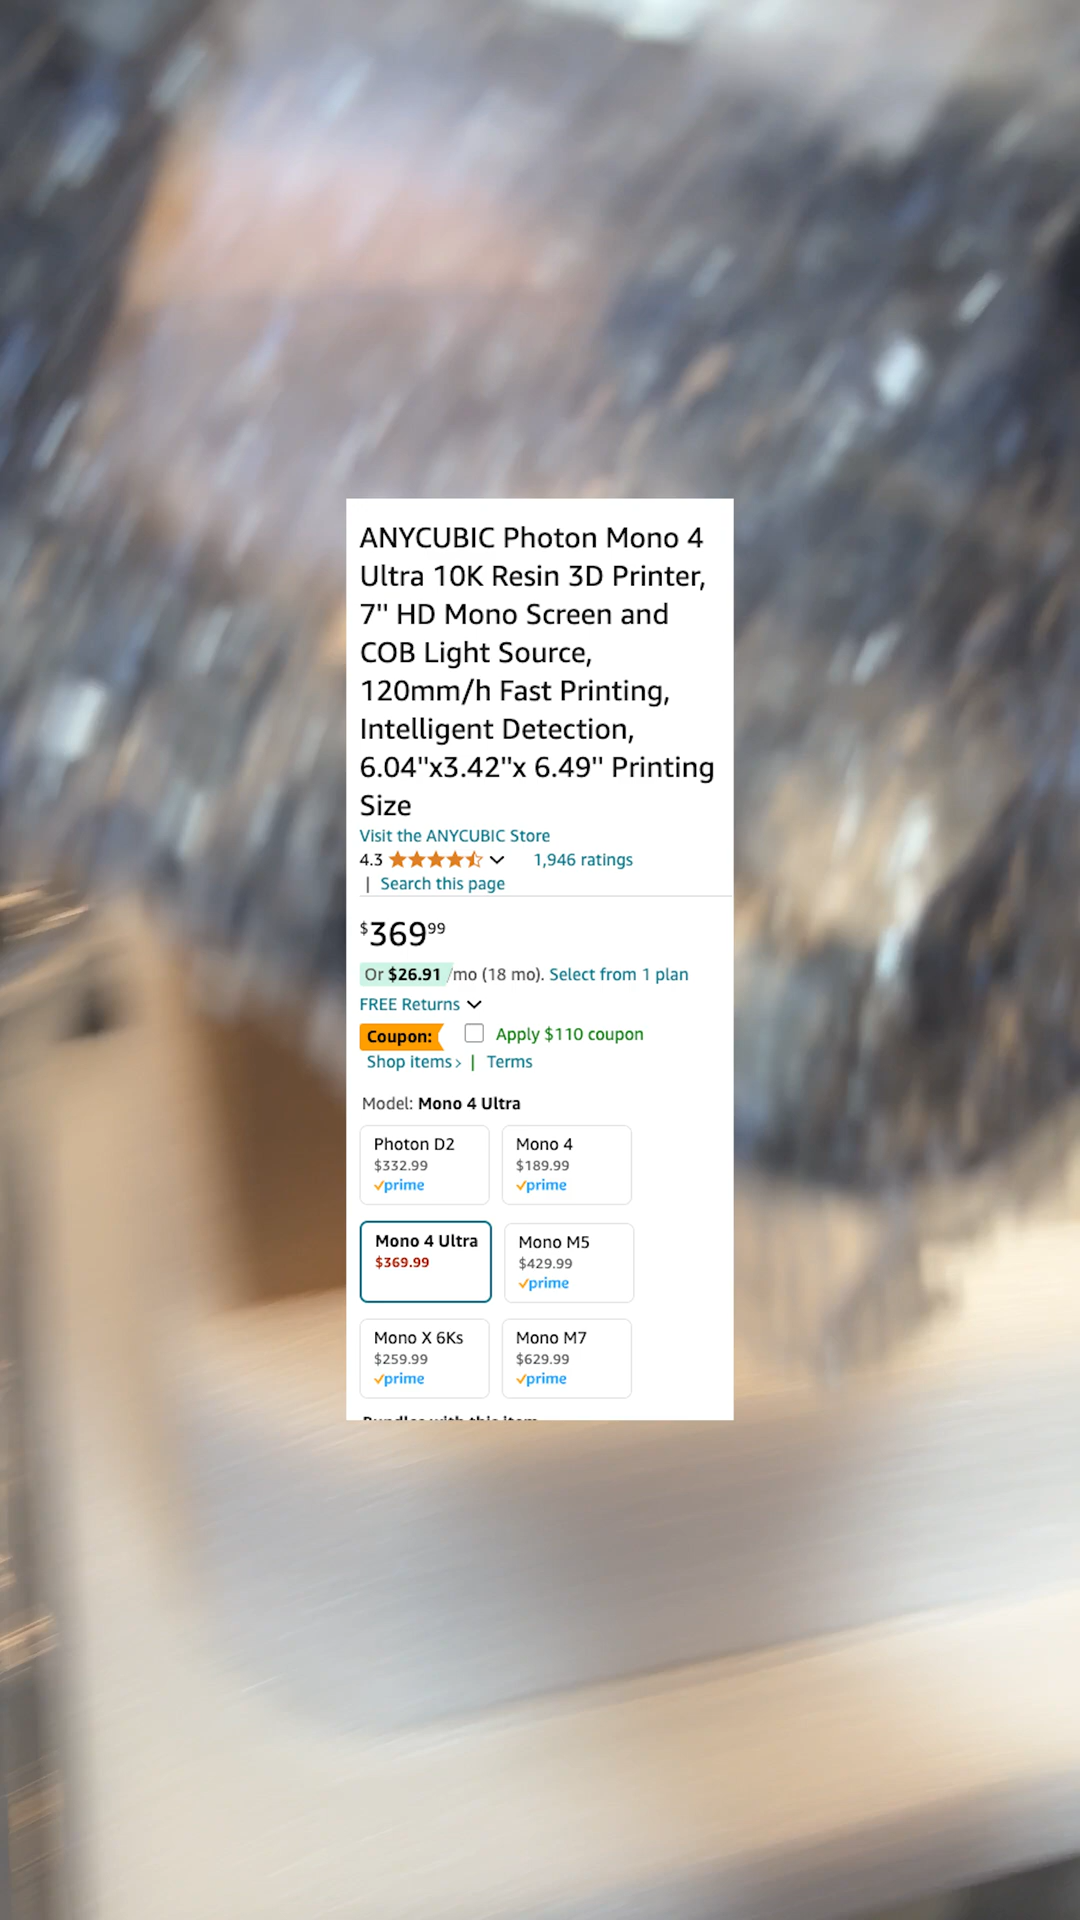 ANYCUBIC Photon Mono 4
Ultra 10K Resin 3D Printer,
7'' HD Mono Screen and
COB Light Source,
120mm/h Fast Printing,
Intelligent Detection,
6.04''x3.42''x 6.49'' Printing
Size
Visit the ANYCUBIC Store
4.3 1,946 ratings
| Search this page
$369 99
Or $26.91 /mo (18 mo). Select from 1 plan
FREE Returns
Coupon: Apply $110 coupon
Shop items › | Terms
Model: Mono 4 Ultra
Photon D2 Mono 4
$332.99 $189.99
prime prime
Mono 4 Ultra Mono M5
$369.99 $429.99
prime
Mono X 6Ks Mono M7
$259.99 $629.99
prime prime
Bundles with this item